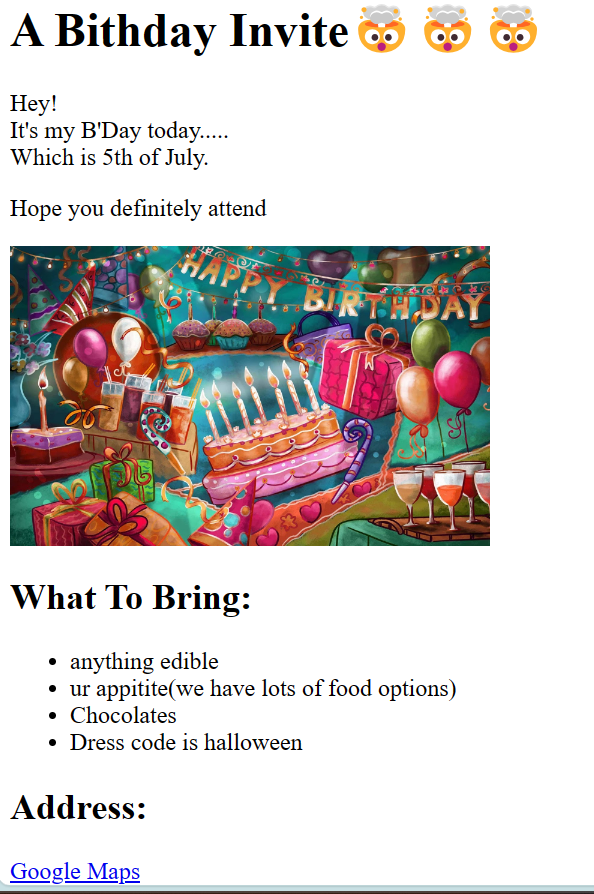 A Bithday Invite🤯 🤯 🤯
Hey!
It's my B'Day today.....
Which is 5th of July.
Hope you definitely attend
HAPPY BIRTHDAY
What To Bring:
• anything edible
• ur appitite(we have lots of food options)
• Chocolates
• Dress code is halloween
Address:
Google Maps